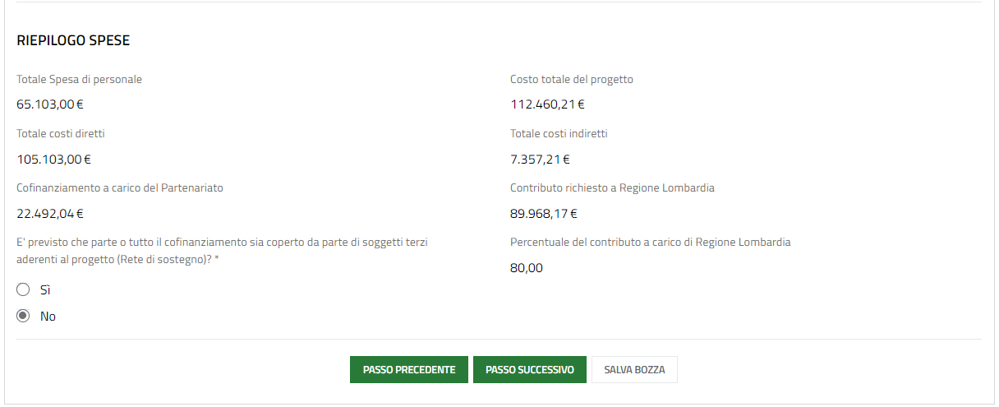 RIEPILOGO SPESE
Totale Spesa di personale
65.103,00 €
Costo totale del progetto
112.460,21 €
Totale costi diretti
105.103,00 €
Totale costi indiretti
7.357,21 €
Cofinanziamento a carico del Partenariato
22.492,04 €
Contributo richiesto a Regione Lombardia
89.968,17 €
E' previsto che parte o tutto il cofinanziamento sia coperto da parte di soggetti terzi
aderenti al progetto (Rete di sostegno)? *
Sì
No
Percentuale del contributo a carico di Regione Lombardia
80,00
PASSO PRECEDENTE
PASSO SUCCESSIVO
SALVA BOZZA